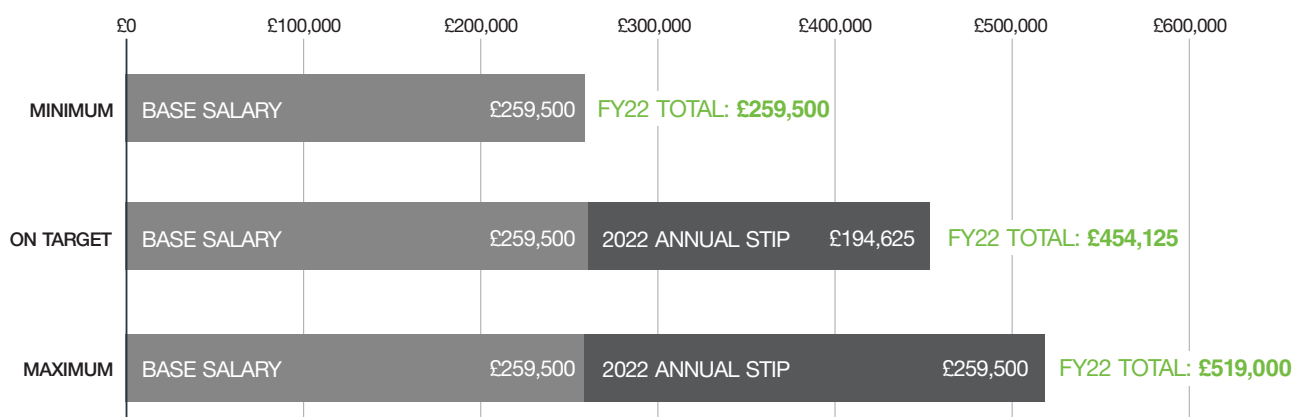 £0 £100,000 £200,000 £300,000 £400,000 £500,000 £600,000
MINIMUM BASE SALARY £259,500 FY22 TOTAL: £259,500
ON TARGET BASE SALARY £259,500 2022 ANNUAL STIP £194,625 FY22 TOTAL: £454,125
MAXIMUM BASE SALARY £259,500 2022 ANNUAL STIP £259,500 FY22 TOTAL: £519,000